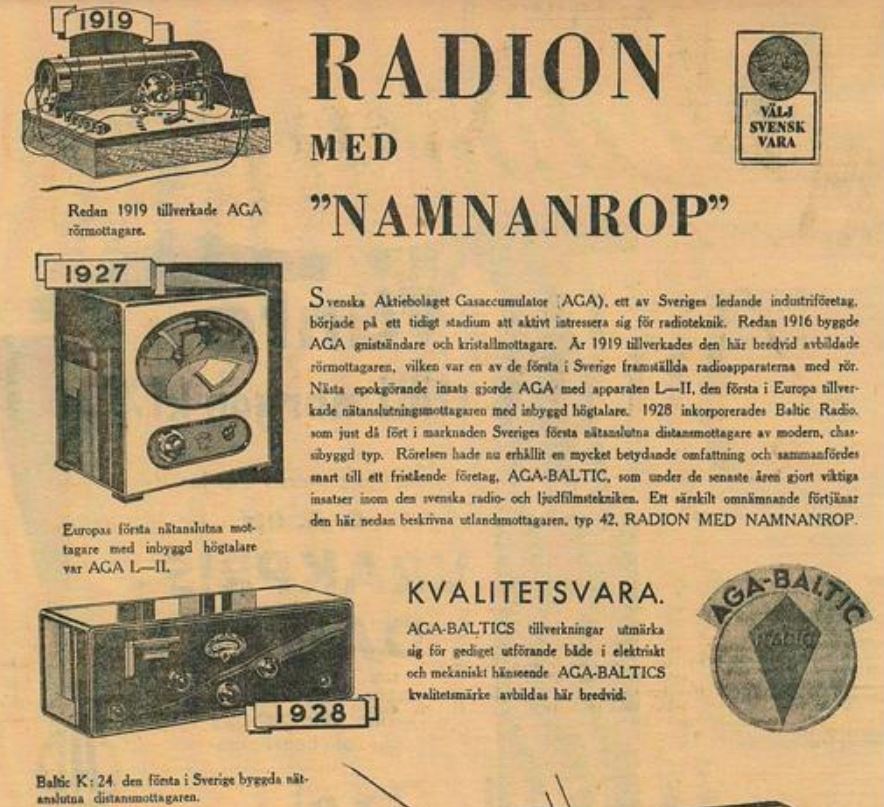 1919
Redan 1919 tillverkade AGA
rörmottagare.
1927
Europas första nätanslutna mot-
tagare med inbyggd högtalare
var AGA L—II.
1928
Baltic K: 24. den första i Sverige byggda nät-
anslutna distansmottagaren.
RADION
MED
”NAMNANROP”
VÄLJ
SVENSK
VARA
Svenska Aktiebolaget Gasaccumulator (AGA), ett av Sveriges ledande industriföretag,
började på ett tidigt stadium att aktivt intressera sig för radioteknik. Redan 1916 byggde
AGA gnistsändare och kristallmottagare. År 1919 tillverkades den här bredvid avbildade
rörmottagaren, vilken var en av de första i Sverige framställda radioapparaterna med rör.
Nästa epokgörande insats gjorde AGA med apparaten L—II, den första i Europa tillver-
kade nätanslutningsmottagaren med inbyggd högtalare. 1928 inkorporerades Baltic Radio,
som just då fört i marknaden Sveriges första nätanslutna distansmottagare av modern, chas-
sibyggd typ. Rörelsen hade nu erhållit en mycket betydande omfattning och sammanfördes
snart till ett fristående företag, AGA-BALTIC, som under de senaste åren gjort viktiga
insatser inom den svenska radio- och ljudfilmstekniken. Ett särskilt omnämnande förtjänar
den här nedan beskrivna utlandsmottagaren, typ 42, RADION MED NAMNANROP.
KVALITETSVARA.
AGA-BALTICS tillverkningar utmärka
sig för gediget utförande både i elektriskt
och mekaniskt hänseende AGA-BALTICS
kvalitetsmärke avbildas här bredvid.
AGA-BALTIC
RADIO